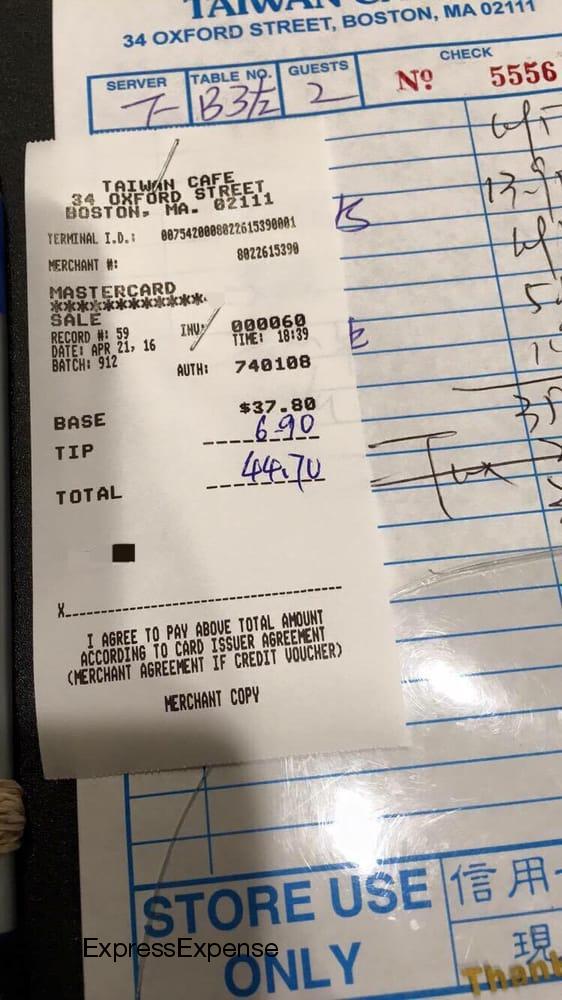 TAIWAN
34 OXFORD STREET, BOSTON, MA 02111
CHECK
SERVER TABLE NO. GUESTS
Nº 5556
T B3½ 2
TAIWAN CAFE
34 OXFORD STREET
BOSTON, MA. 02111
TERMINAL I.D.: 0075420008022615390001
MERCHANT #: 8022615390
MASTERCARD
************
SALE
RECORD #: 59 INV: 000060
DATE: APR 21, 16 TIME: 18:39
BATCH: 912 AUTH: 740108
BASE $37.80
TIP 6.90
TOTAL 44.70
X
I AGREE TO PAY ABOVE TOTAL AMOUNT
ACCORDING TO CARD ISSUER AGREEMENT
(MERCHANT AGREEMENT IF CREDIT VOUCHER)
MERCHANT COPY
Tax
STORE USE
ONLY
信用
現
Thank
ExpressExpense